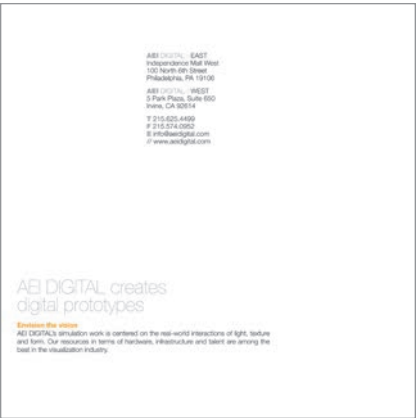 AEI DIGITAL / EAST
Independence Mall West
100 North 6th Street
Philadelphia, PA 19106
AEI DIGITAL / WEST
5 Park Plaza, Suite 650
Irvine, CA 92614
T 215.625.4499
F 215.574.0952
E info@aeidigital.com
// www.aeidigital.com
AEI DIGITAL creates
digital prototypes
Envision the vision
AEI DIGITAL's simulation work is centered on the real-world interactions of light, texture
and form. Our resources in terms of hardware, infrastructure and talent are among the
best in the visualization industry.